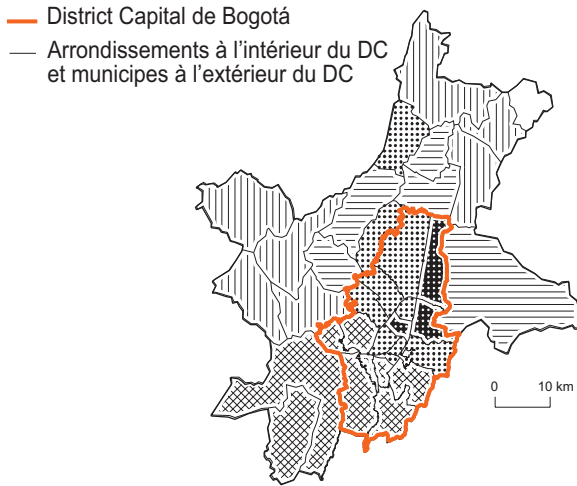 District Capital de Bogotá
Arrondissements à l’intérieur du DC
et municipes à l’extérieur du DC
0 10 km